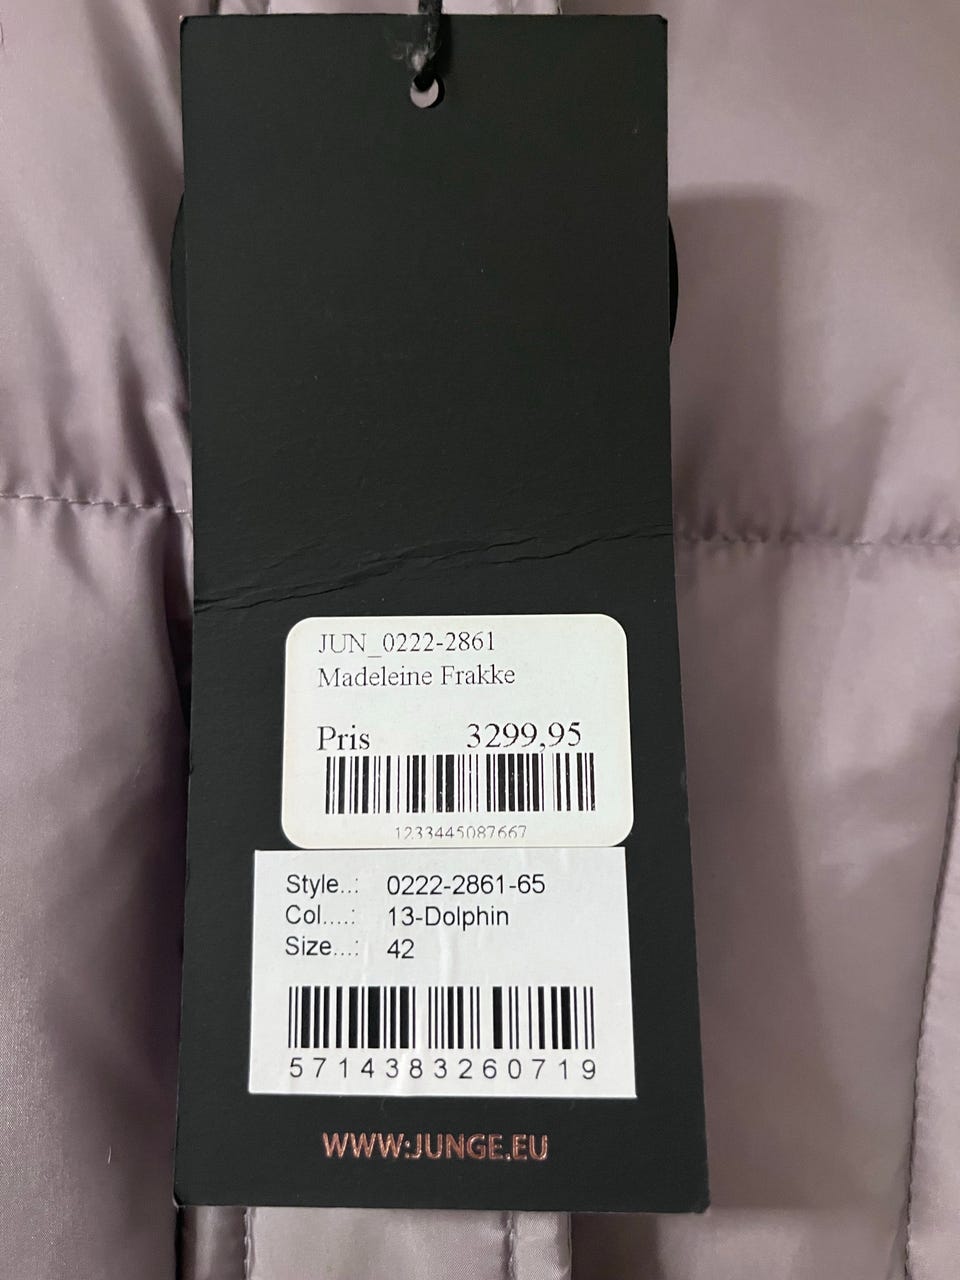 JUN_0222-2861
Madeleine Frakke
Pris 3299,95
1233445087667
Style..: 0222-2861-65
Col....: 13-Dolphin
Size...: 42
5714383260719
WWW.JUNGE.EU